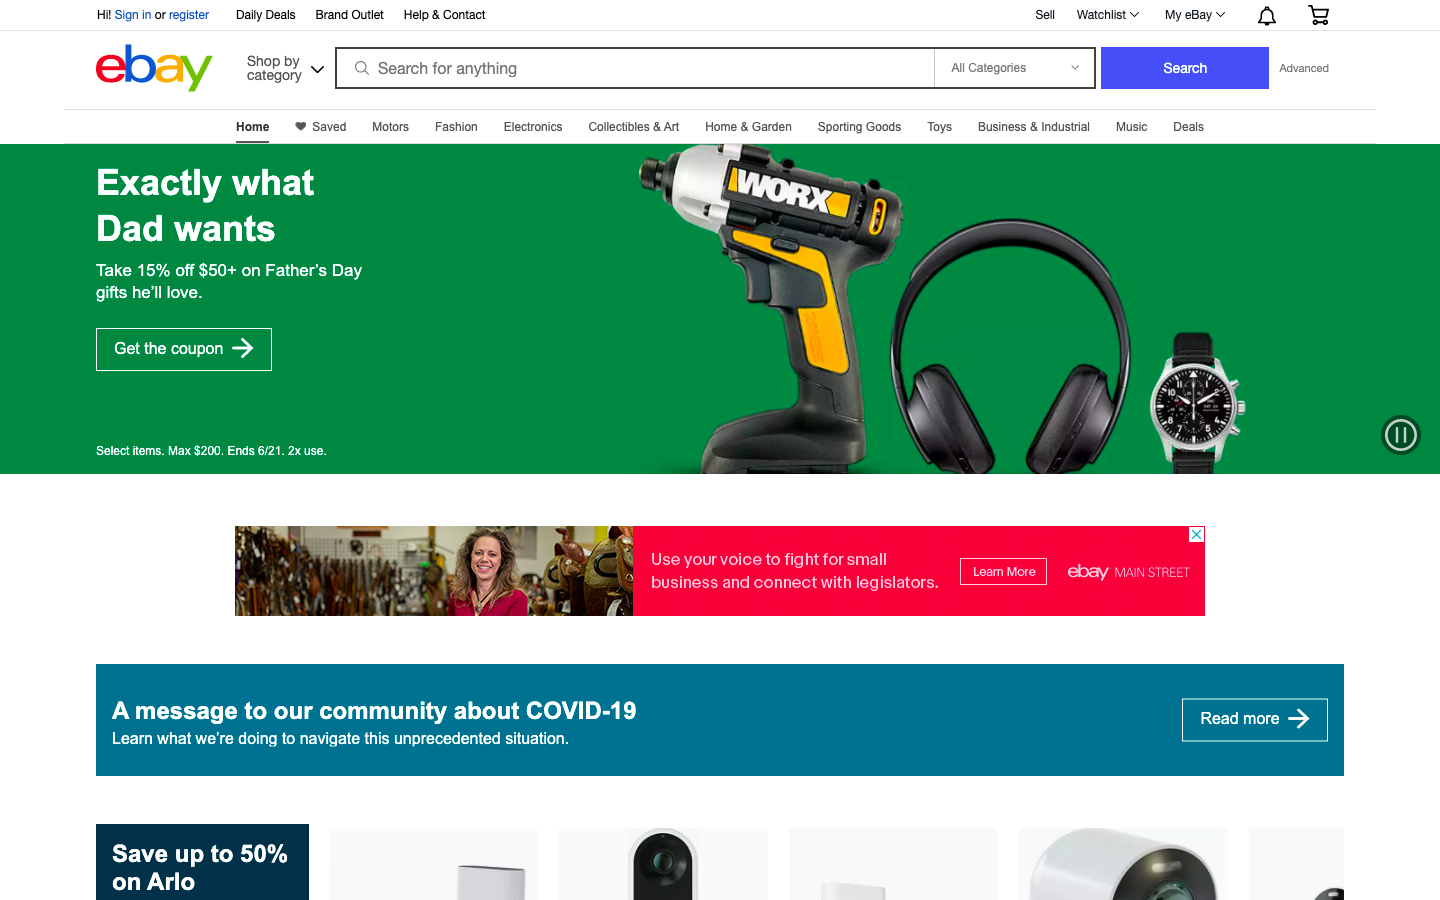 Hi! Sign in or register
Daily Deals
Brand Outlet
Help & Contact
Sell
Watchlist
My eBay
ebay
Shop by category
Search for anything
All Categories
Search
Advanced
Home
Saved
Motors
Fashion
Electronics
Collectibles & Art
Home & Garden
Sporting Goods
Toys
Business & Industrial
Music
Deals
Exactly what
Dad wants
Take 15% off $50+ on Father's Day
gifts he'll love.
Get the coupon
Select items. Max $200. Ends 6/21. 2x use.
WORX
Use your voice to fight for small
business and connect with legislators.
Learn More
ebay MAIN STREET
A message to our community about COVID-19
Learn what we're doing to navigate this unprecedented situation.
Read more
Save up to 50%
on Arlo